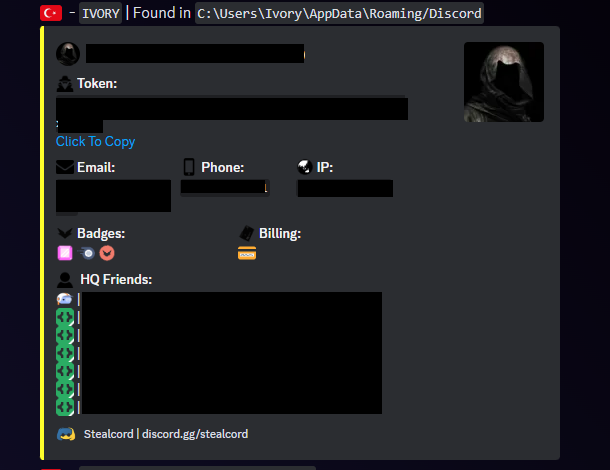 - IVORY | Found in C:\Users\Ivory\AppData\Roaming/Discord
Token:
Click To Copy
Email: Phone: IP:
Badges: Billing:
HQ Friends:
|
|
|
|
|
|
|
Stealcord | discord.gg/stealcord